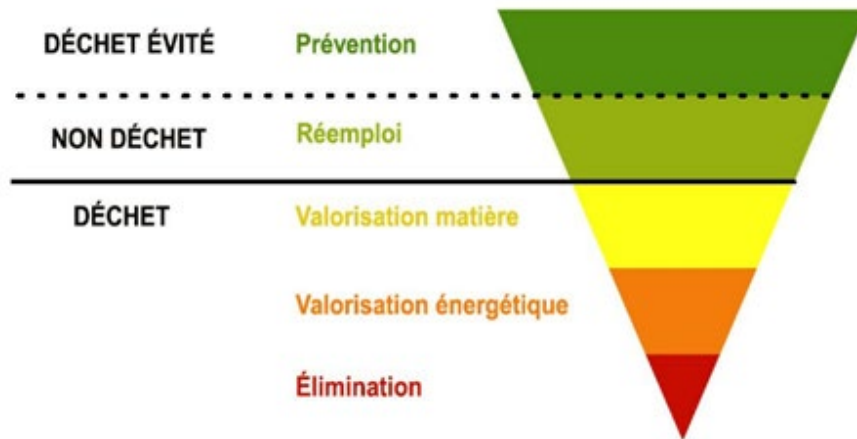 DÉCHET ÉVITÉ Prévention
NON DÉCHET Réemploi
DÉCHET Valorisation matière
Valorisation énergétique
Élimination